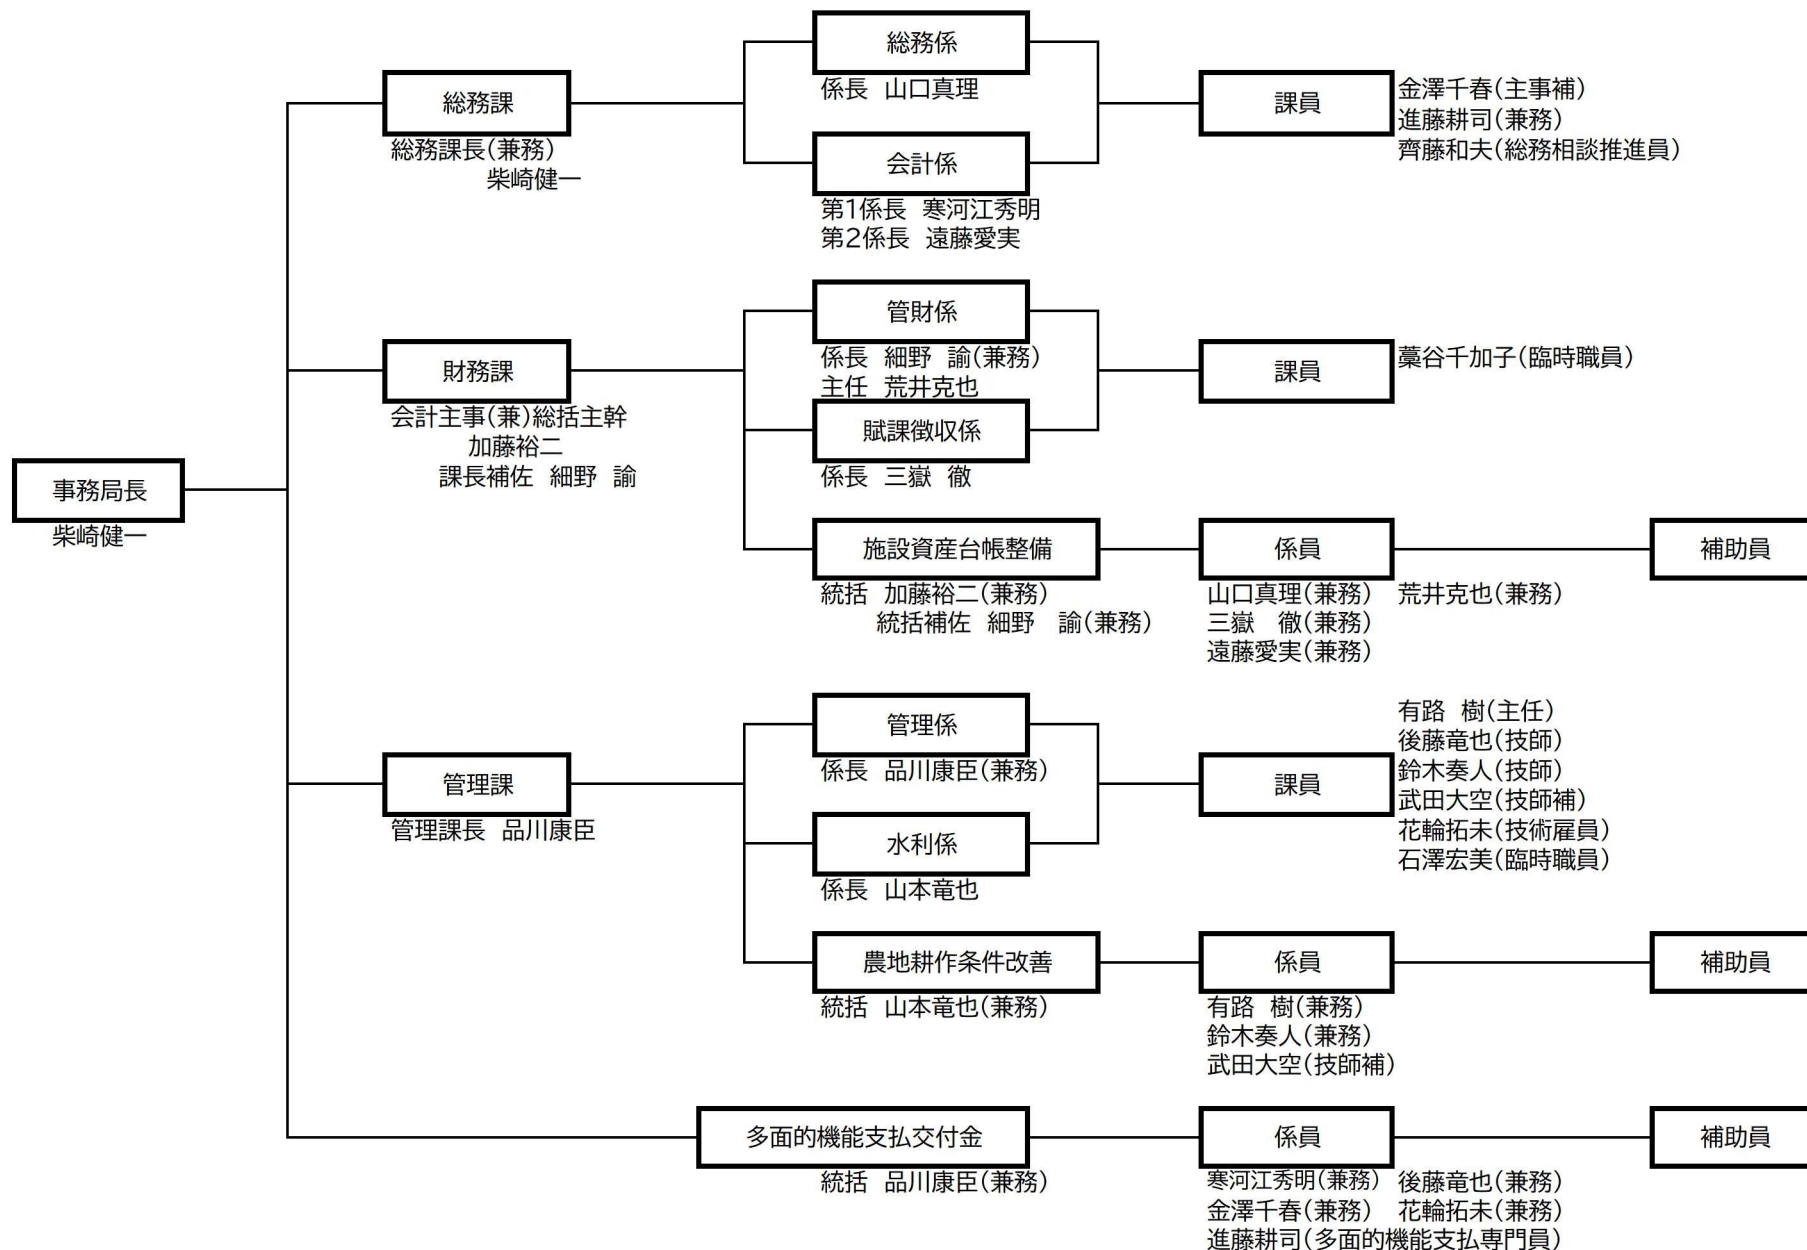 総務係
係長 山口真理
総務課
総務課長(兼務)
柴崎健一
会計係
第1係長 寒河江秀明
第2係長 遠藤愛実
課員
金澤千春(主事補)
進藤耕司(兼務)
齊藤和夫(総務相談推進員)
管財係
係長 細野 諭(兼務)
主任 荒井克也
財務課
会計主事(兼)総括主幹
加藤裕二
課長補佐 細野 諭
賦課徴収係
係長 三嶽 徹
課員
藁谷千加子(臨時職員)
事務局長
柴崎健一
施設資産台帳整備
統括 加藤裕二(兼務)
統括補佐 細野 諭(兼務)
係員
山口真理(兼務) 荒井克也(兼務)
三嶽 徹(兼務)
遠藤愛実(兼務)
補助員
管理係
係長 品川康臣(兼務)
管理課
管理課長 品川康臣
水利係
係長 山本竜也
課員
有路 樹(主任)
後藤竜也(技師)
鈴木奏人(技師)
武田大空(技師補)
花輪拓未(技術雇員)
石澤宏美(臨時職員)
農地耕作条件改善
統括 山本竜也(兼務)
係員
有路 樹(兼務)
鈴木奏人(兼務)
武田大空(技師補)
補助員
多面的機能支払交付金
統括 品川康臣(兼務)
係員
寒河江秀明(兼務) 後藤竜也(兼務)
金澤千春(兼務) 花輪拓未(兼務)
進藤耕司(多面的機能支払専門員)
補助員